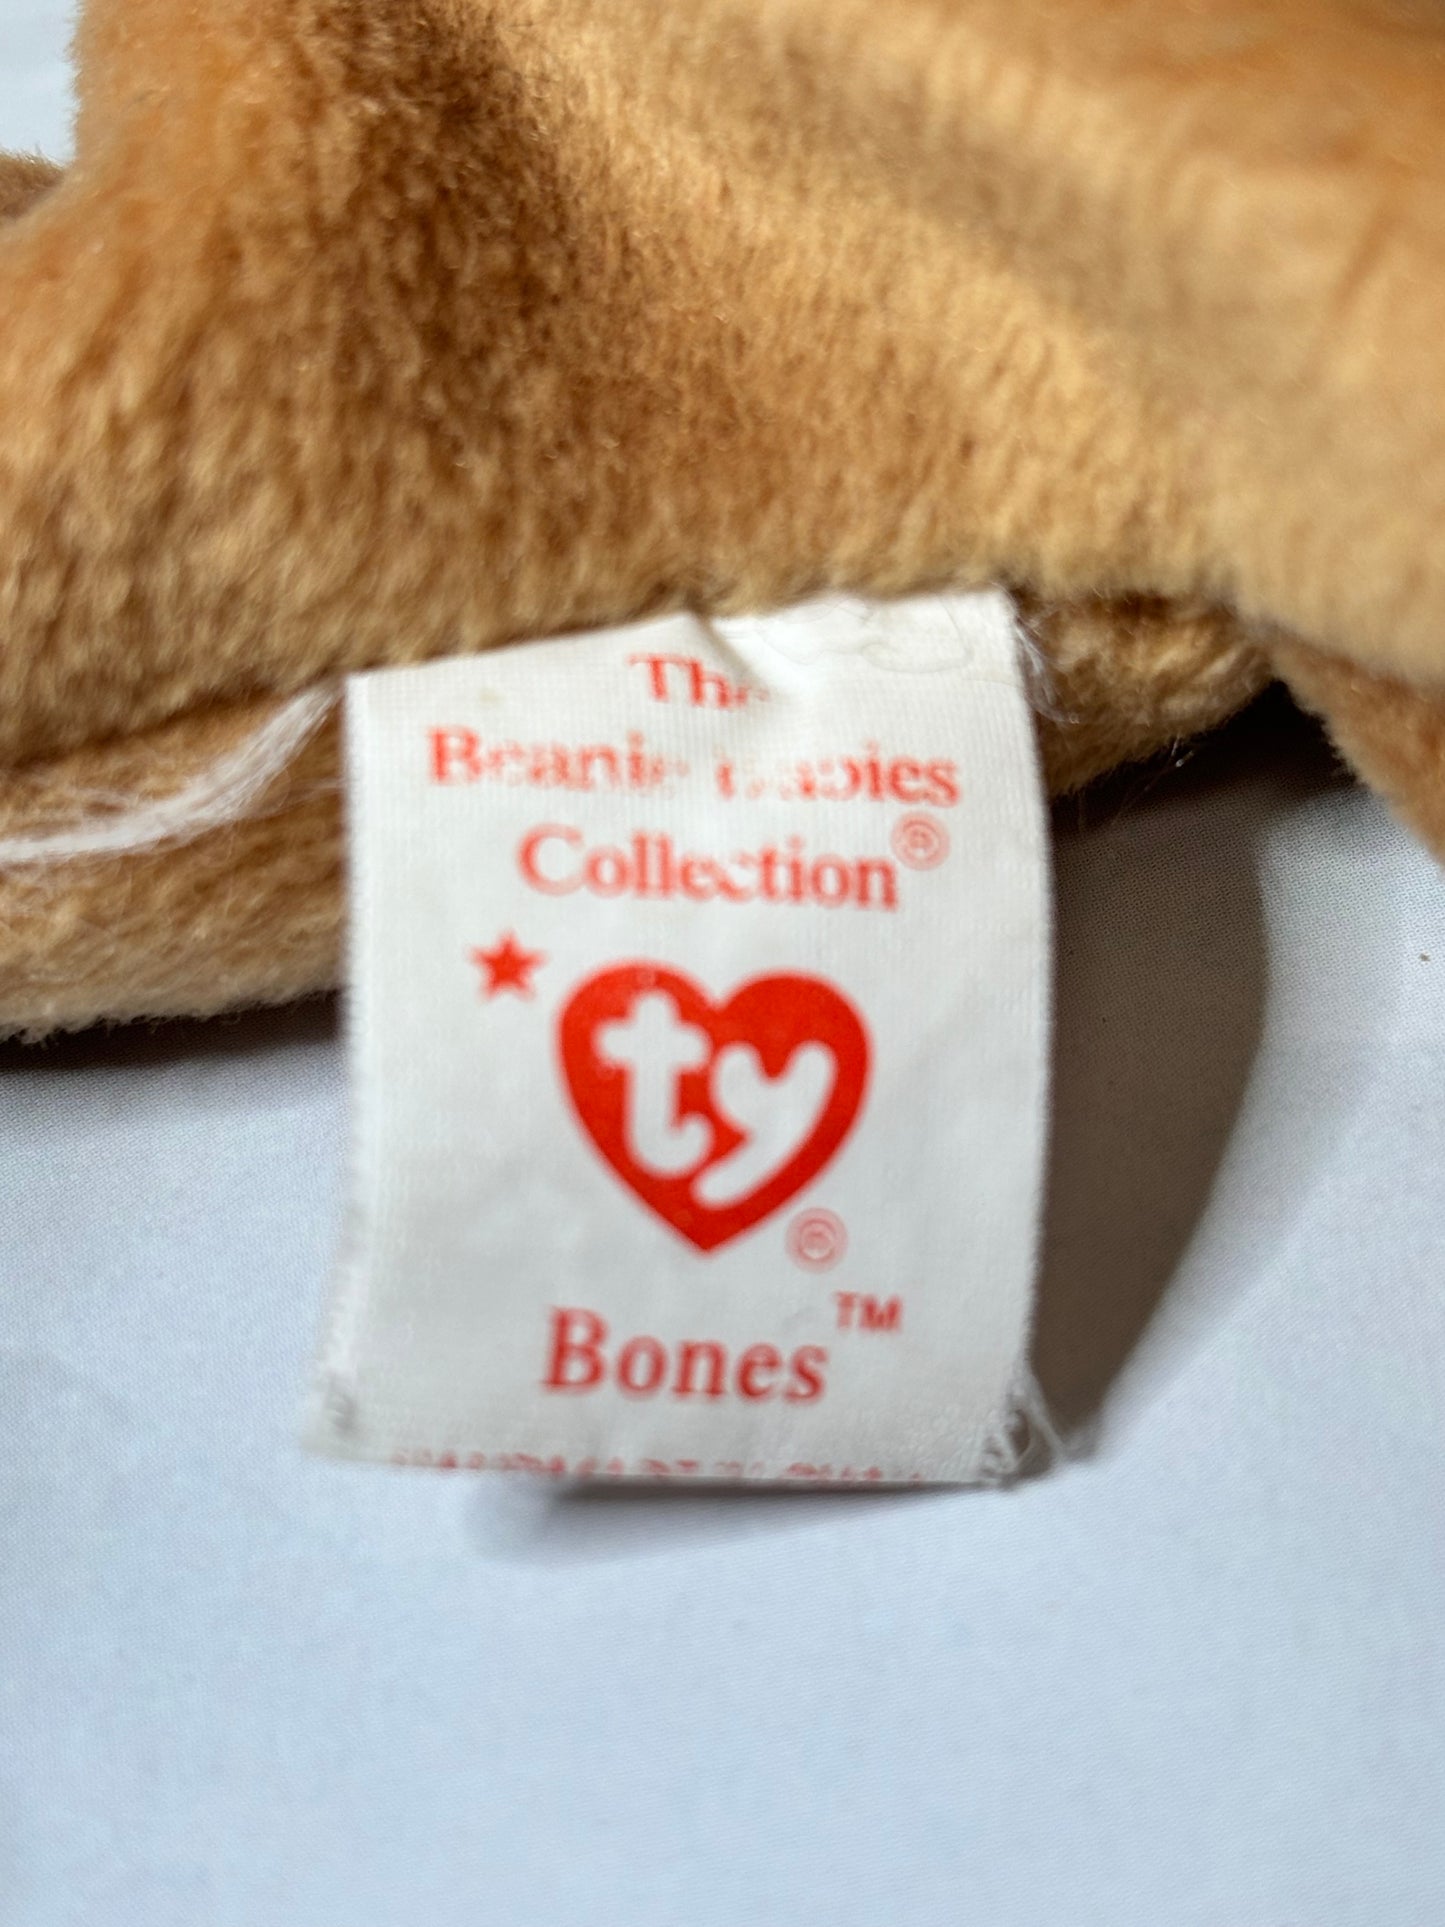 The
Beanie Babies
Collection®
ty®
Bones™